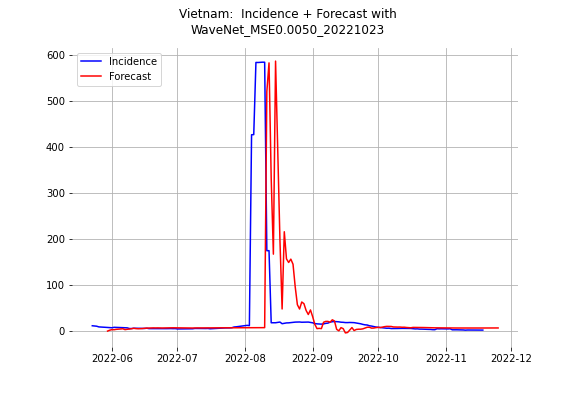 Vietnam:  Incidence + Forecast with
WaveNet_MSE0.0050_20221023
600
500
400
300
200
100
0
Incidence
Forecast
2022-06 2022-07 2022-08 2022-09 2022-10 2022-11 2022-12